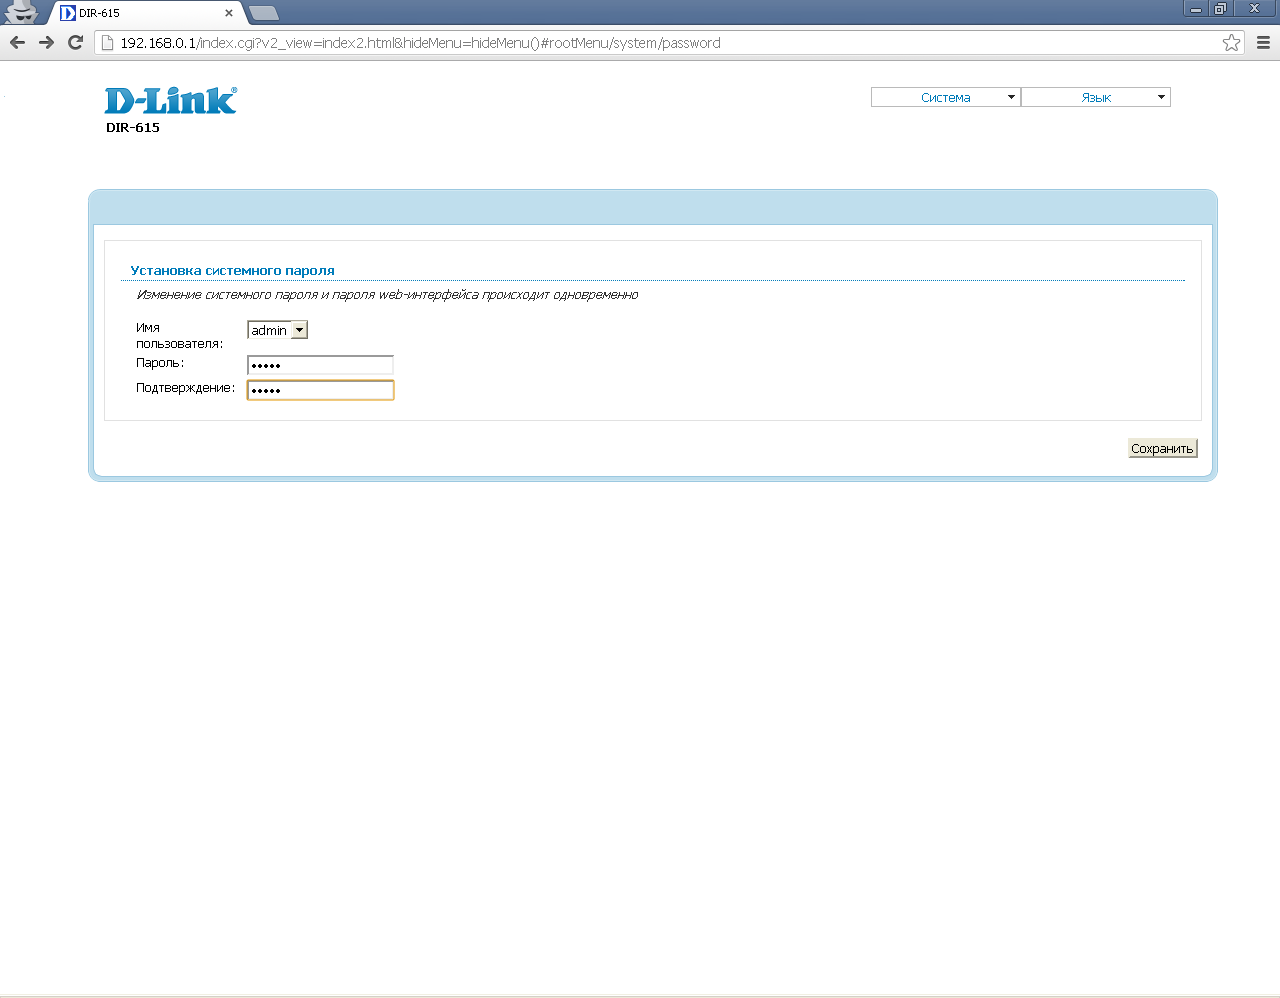 DIR-615
192.168.0.1/index.cgi?v2_view=index2.html&hideMenu=hideMenu()#rootMenu/system/password
D-Link®
DIR-615
Система
Язык
Установка системного пароля
Изменение системного пароля и пароля web-интерфейса происходит одновременно
Имя
пользователя:
admin
Пароль:
•••••
Подтверждение:
•••••
Сохранить